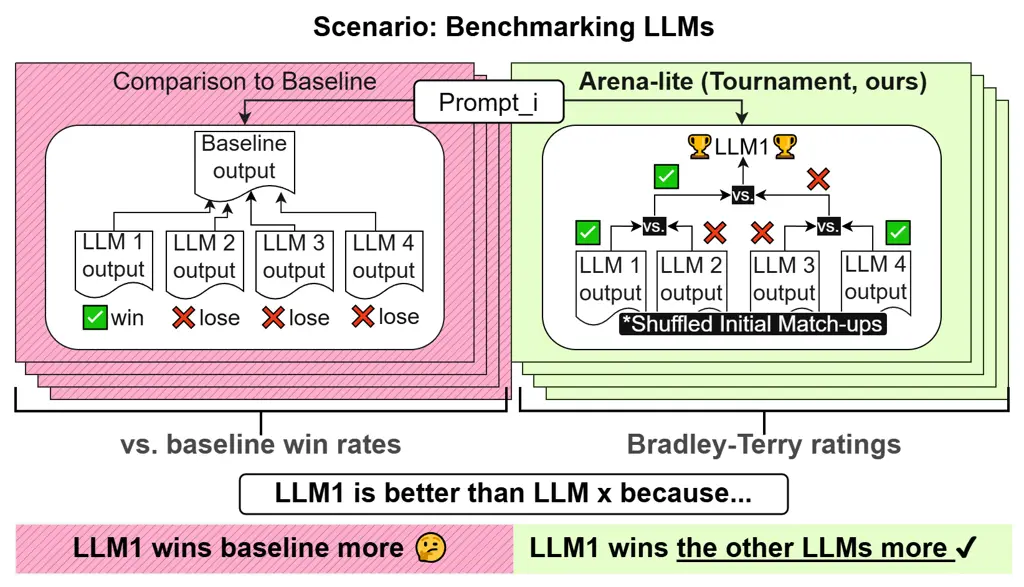 Scenario: Benchmarking LLMs
Comparison to Baseline
Prompt_i
Arena-lite (Tournament, ours)
Baseline
output
LLM 1
output
LLM 2
output
LLM 3
output
LLM 4
output
win
lose
lose
lose
LLM1
vs.
vs.
vs.
LLM 1
output
LLM 2
output
LLM 3
output
LLM 4
output
*Shuffled Initial Match-ups
vs. baseline win rates
Bradley-Terry ratings
LLM1 is better than LLM x because...
LLM1 wins baseline more
LLM1 wins the other LLMs more